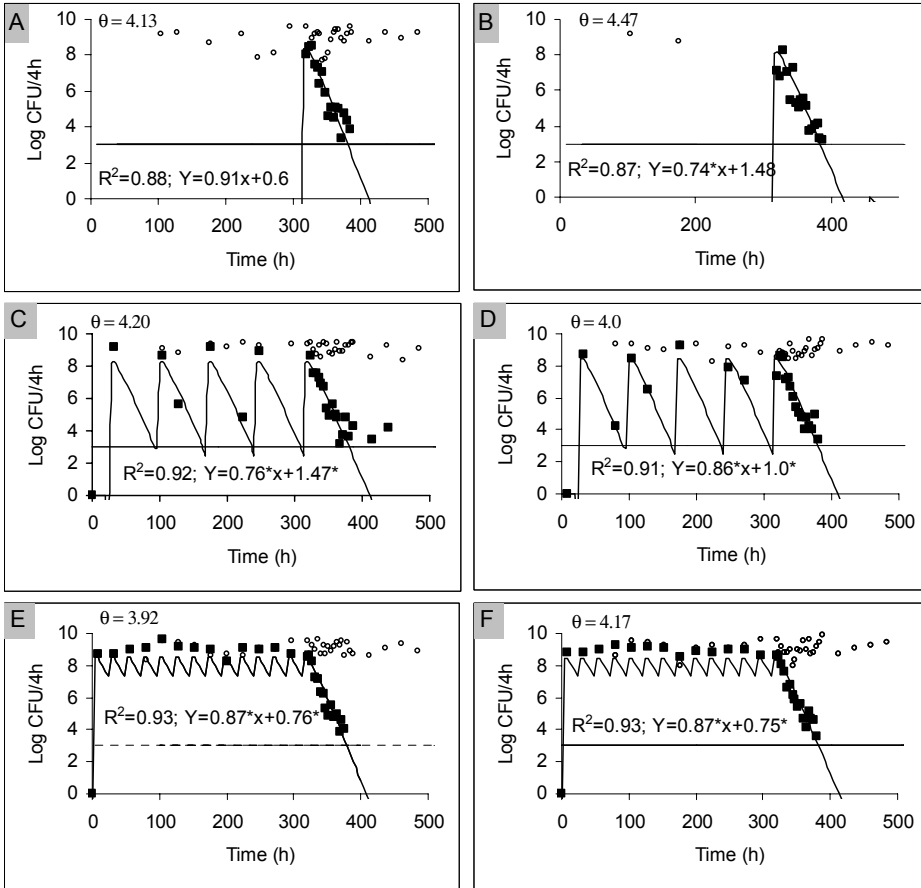 A
θ = 4.13
Log CFU/4h
10
8
6
4
2
0
R²=0.88; Y=0.91x+0.6
0 100 200 300 400 500
Time (h)
B
θ = 4.47
Log CFU/4h
10
8
6
4
2
0
R²=0.87; Y=0.74*x+1.48
0 200 400
Time (h)
C
θ = 4.20
Log CFU/4h
10
8
6
4
2
0
R²=0.92; Y=0.76*x+1.47*
0 100 200 300 400 500
Time (h)
D
θ = 4.0
Log CFU/4h
10
8
6
4
2
0
R²=0.91; Y=0.86*x+1.0*
0 100 200 300 400 500
Time (h)
E
θ = 3.92
Log CFU/4h
10
8
6
4
2
0
R²=0.93; Y=0.87*x+0.76*
0 100 200 300 400 500
Time (h)
F
θ = 4.17
Log CFU/4h
10
8
6
4
2
0
R²=0.93; Y=0.87*x+0.75*
0 100 200 300 400 500
Time (h)